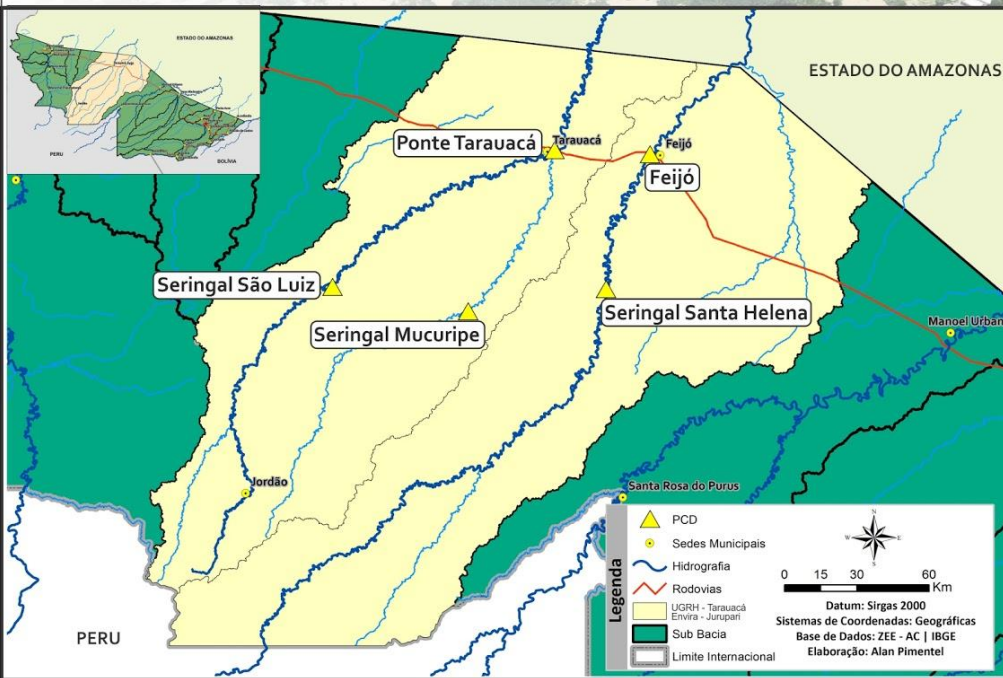 ESTADO DO AMAZONAS
PERU
BOLÍVIA
ESTADO DO AMAZONAS
Ponte Tarauacá
Tarauacá
Feijó
Feijó
Seringal São Luiz
Seringal Mucuripe
Seringal Santa Helena
Manoel Urban
Jordão
Santa Rosa do Purus
PERU
Legenda
PCD
Sedes Municipais
Hidrografia
Rodovias
UGRH - Tarauacá
Envira - Jurupari
Sub Bacia
Limite Internacional
N
W
E
S
0 15 30 60
Km
Datum: Sirgas 2000
Sistemas de Coordenadas: Geográficas
Base de Dados: ZEE - AC | IBGE
Elaboração: Alan Pimentel